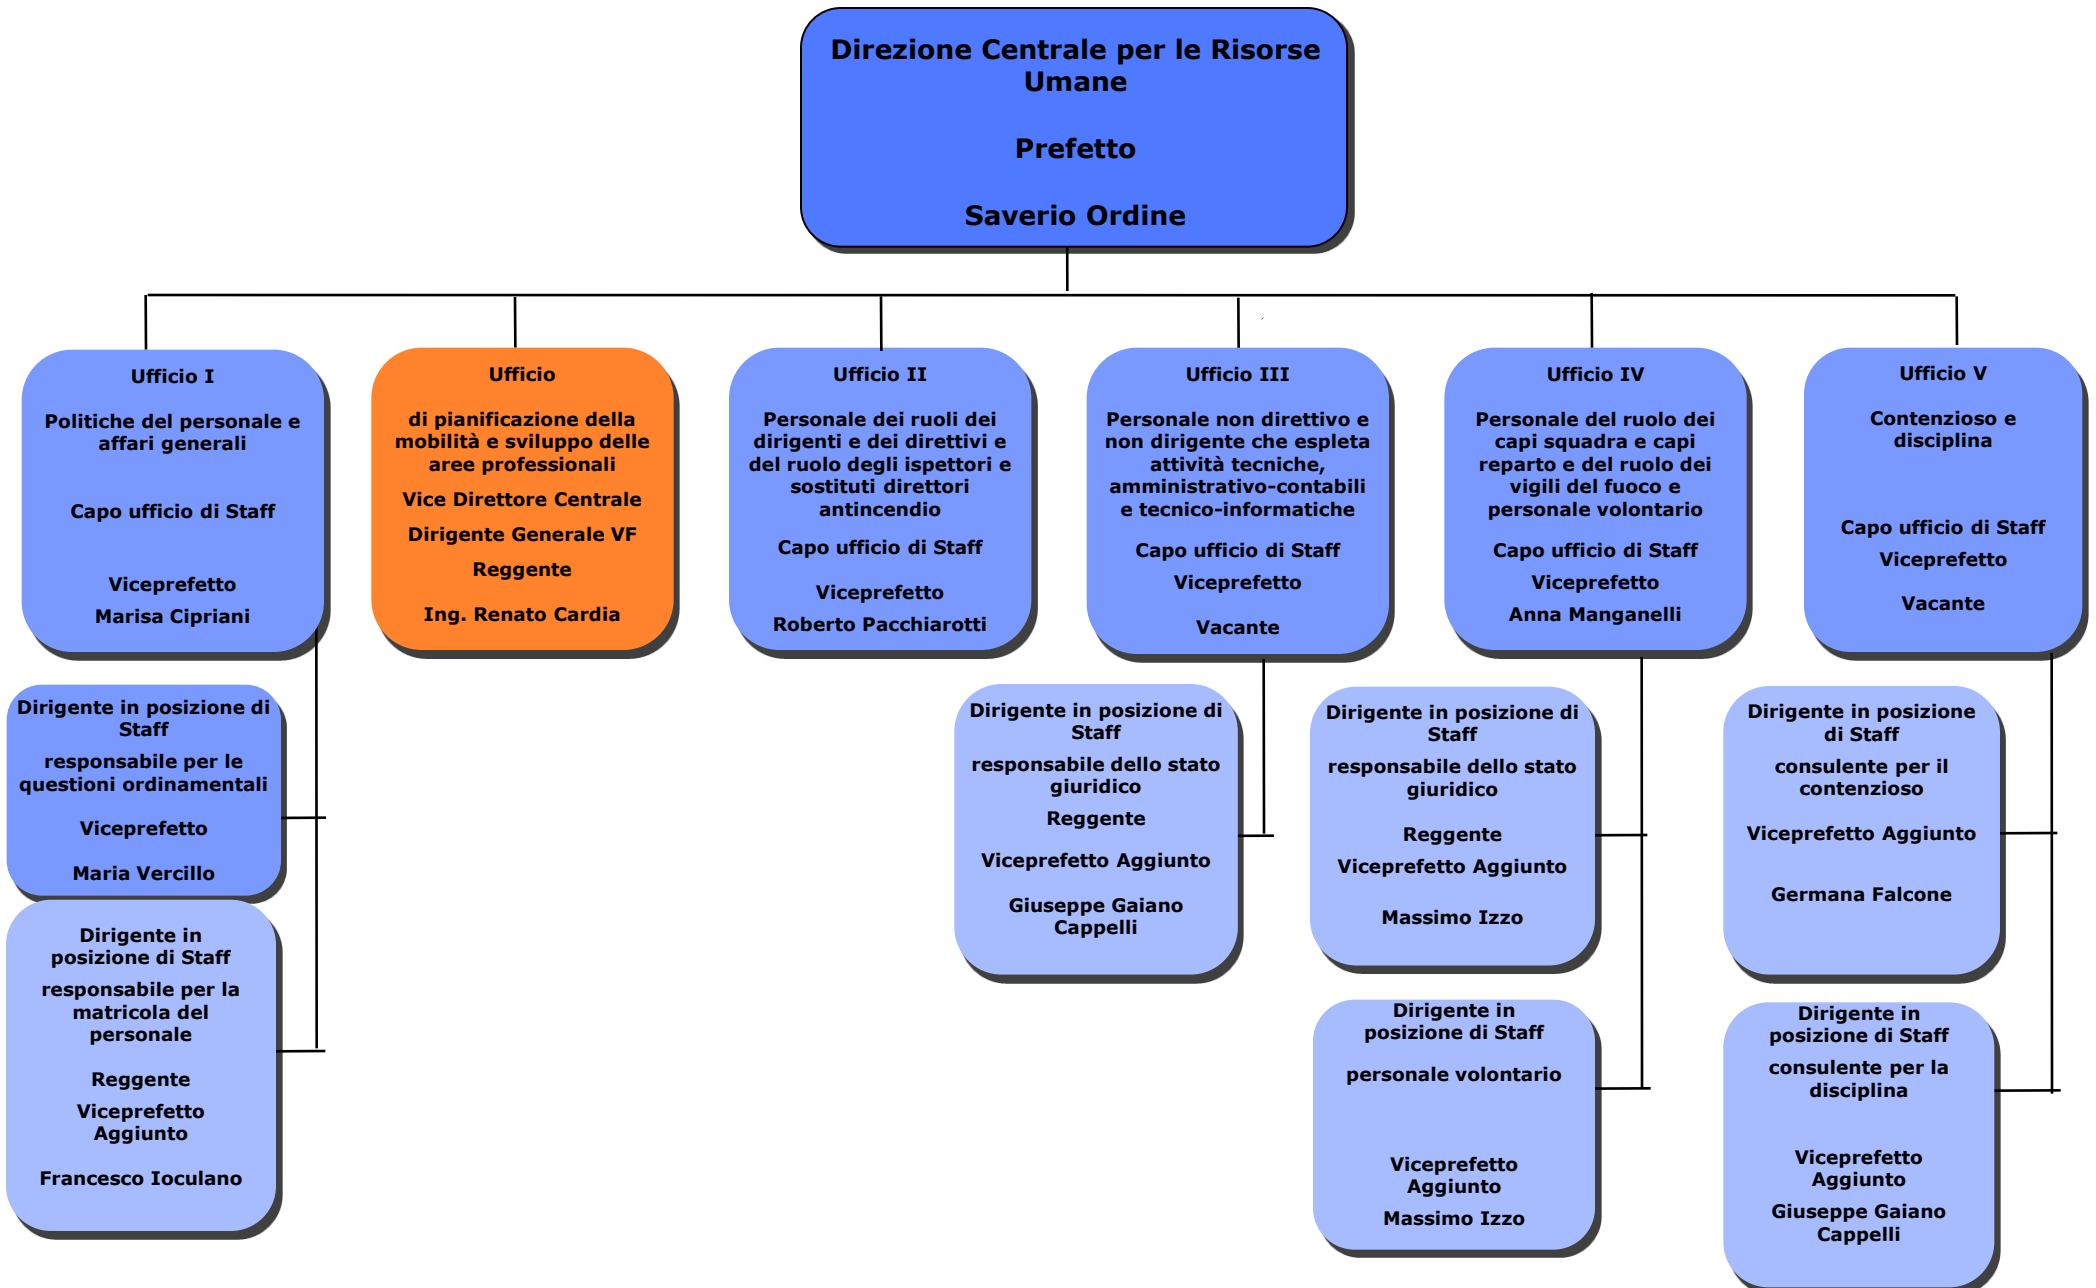 Direzione Centrale per le Risorse
Umane
Prefetto
Saverio Ordine
Ufficio I
Politiche del personale e
affari generali
Capo ufficio di Staff
Viceprefetto
Marisa Cipriani
Ufficio
di pianificazione della
mobilità e sviluppo delle
aree professionali
Vice Direttore Centrale
Dirigente Generale VF
Reggente
Ing. Renato Cardia
Ufficio II
Personale dei ruoli dei
dirigenti e dei direttivi e
del ruolo degli ispettori e
sostituti direttori
antincendio
Capo ufficio di Staff
Viceprefetto
Roberto Pacchiarotti
Ufficio III
Personale non direttivo e
non dirigente che espleta
attività tecniche,
amministrativo-contabili
e tecnico-informatiche
Capo ufficio di Staff
Viceprefetto
Vacante
Ufficio IV
Personale del ruolo dei
capi squadra e capi
reparto e del ruolo dei
vigili del fuoco e
personale volontario
Capo ufficio di Staff
Viceprefetto
Anna Manganelli
Ufficio V
Contenzioso e
disciplina
Capo ufficio di Staff
Viceprefetto
Vacante
Dirigente in posizione di
Staff
responsabile per le
questioni ordinamentali
Viceprefetto
Maria Vercillo
Dirigente in
posizione di Staff
responsabile per la
matricola del
personale
Reggente
Viceprefetto
Aggiunto
Francesco Ioculano
Dirigente in posizione di
Staff
responsabile dello stato
giuridico
Reggente
Viceprefetto Aggiunto
Giuseppe Gaiano
Cappelli
Dirigente in posizione di
Staff
responsabile dello stato
giuridico
Reggente
Viceprefetto Aggiunto
Massimo Izzo
Dirigente in
posizione di Staff
personale volontario
Viceprefetto
Aggiunto
Massimo Izzo
Dirigente in posizione
di Staff
consulente per il
contenzioso
Viceprefetto Aggiunto
Germana Falcone
Dirigente in
posizione di Staff
consulente per la
disciplina
Viceprefetto
Aggiunto
Giuseppe Gaiano
Cappelli